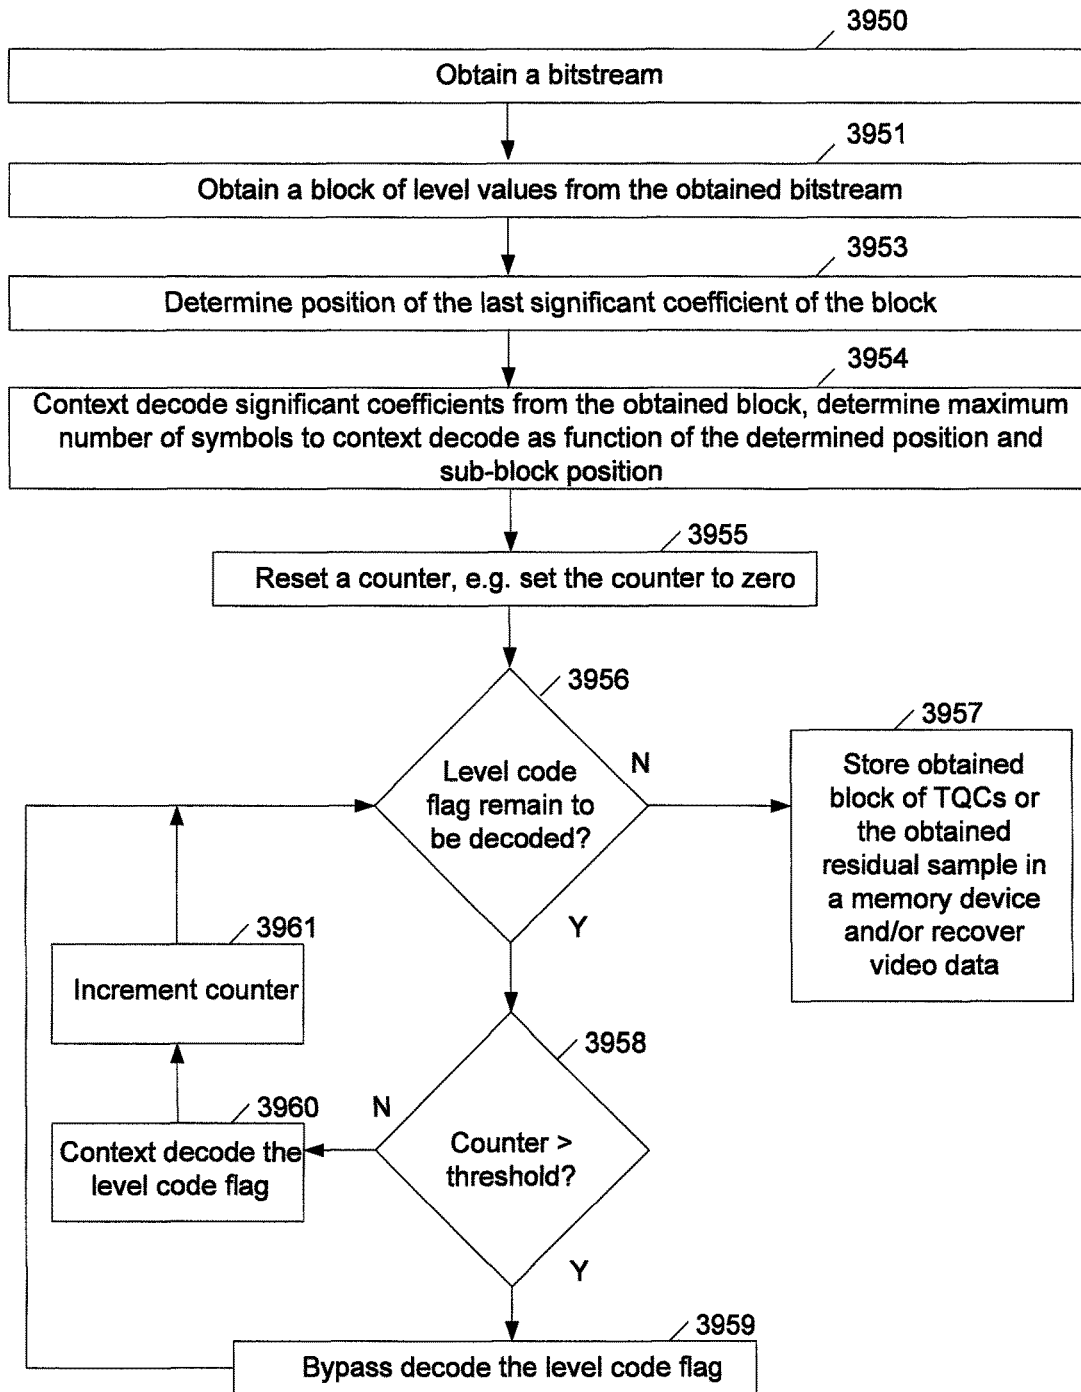 3950
Obtain a bitstream
3951
Obtain a block of level values from the obtained bitstream
3953
Determine position of the last significant coefficient of the block
3954
Context decode significant coefficients from the obtained block, determine maximum
number of symbols to context decode as function of the determined position and
sub-block position
3955
Reset a counter, e.g. set the counter to zero
3956
Level code
flag remain to
be decoded?
N
3957
Store obtained
block of TQCs or
the obtained
residual sample in
a memory device
and/or recover
video data
Y
3961
Increment counter
3958
Counter >
threshold?
N
3960
Context decode the
level code flag
Y
3959
Bypass decode the level code flag